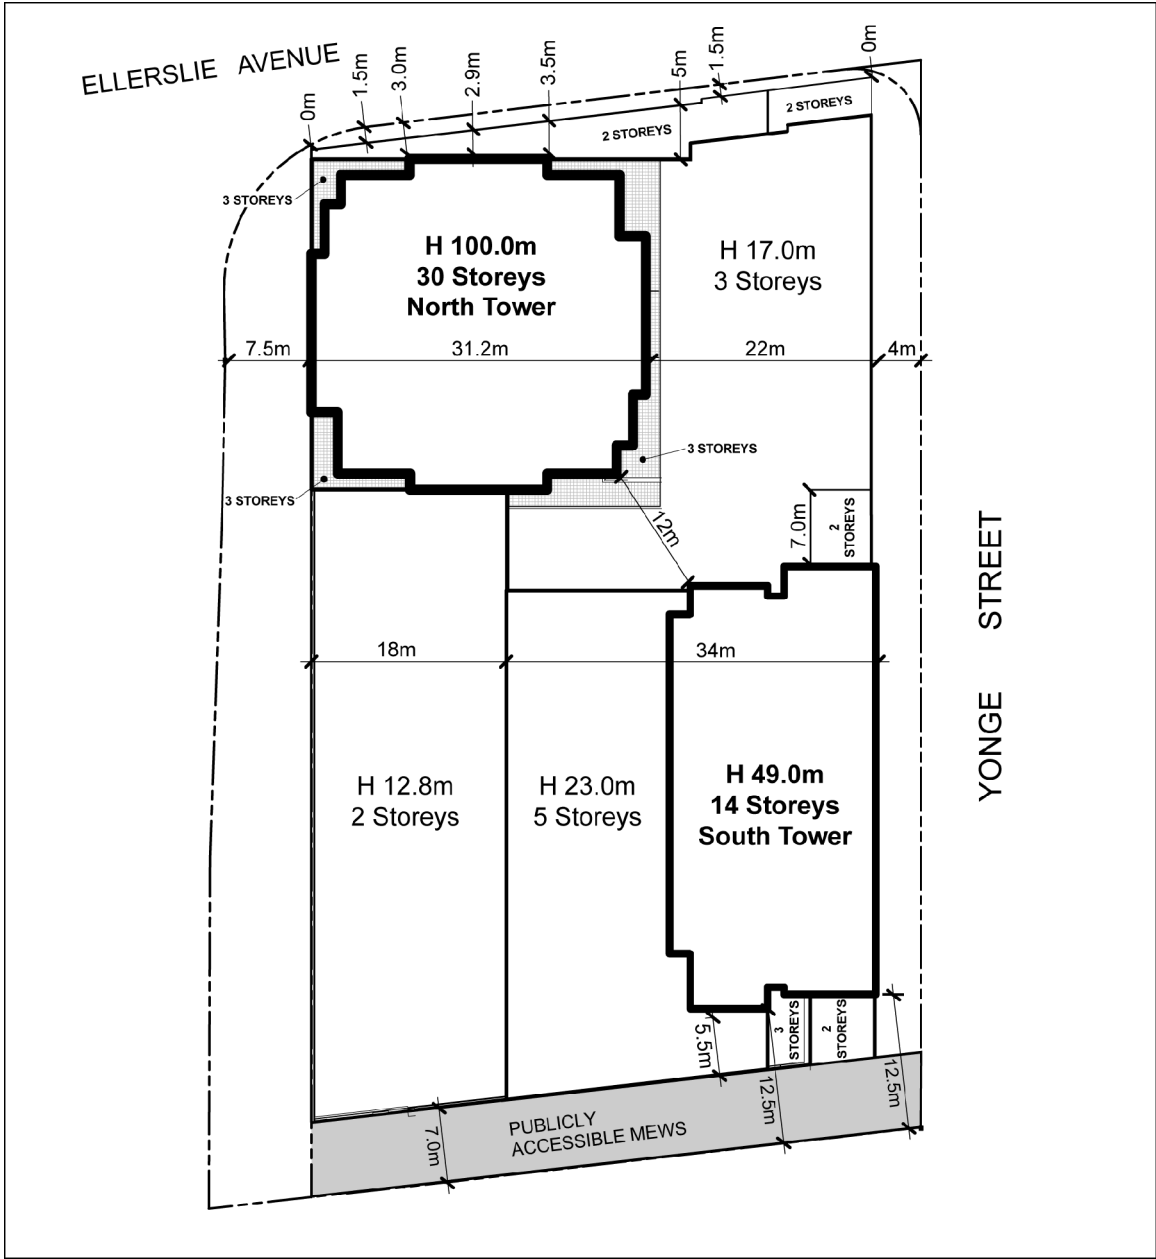 ELLERSLIE AVENUE
0m
1.5m
3.0m
2.9m
3.5m
5m
1.5m
0m
2 STOREYS
2 STOREYS
3 STOREYS
H 100.0m
30 Storeys
North Tower
H 17.0m
3 Storeys
7.5m
31.2m
22m
4m
3 STOREYS
3 STOREYS
12m
7.0m
2
STOREYS
YONGE STREET
18m
34m
H 12.8m
2 Storeys
H 23.0m
5 Storeys
H 49.0m
14 Storeys
South Tower
5.5m
3
STOREYS
2
STOREYS
12.5m
12.5m
7.0m
PUBLICLY
ACCESSIBLE MEWS